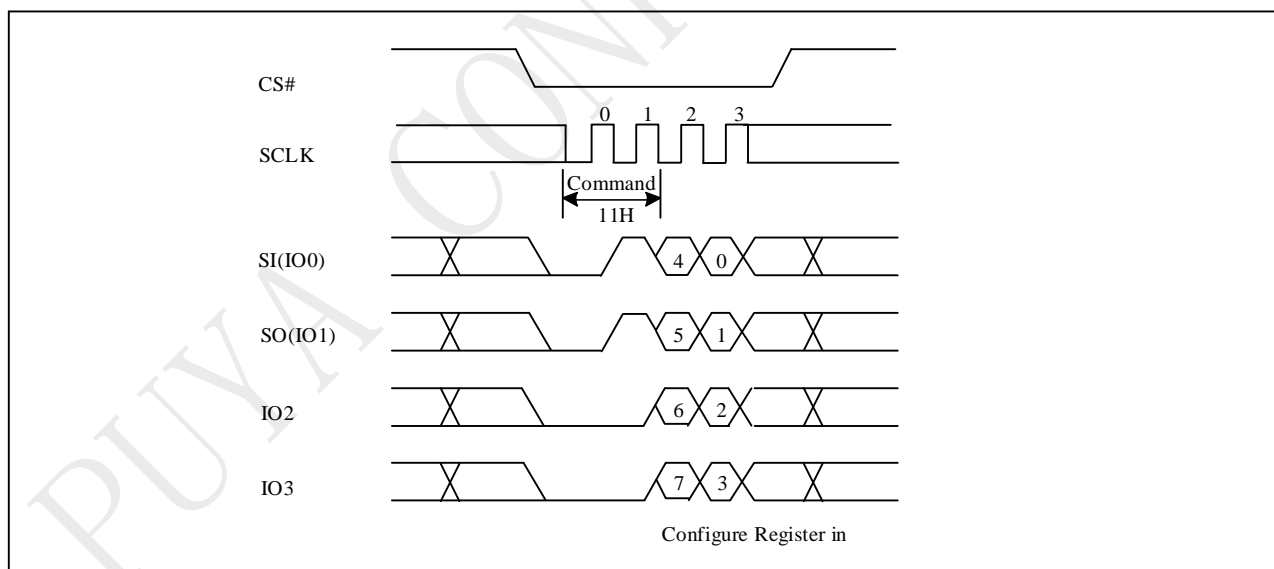 CS#
0 1 2 3
SCLK
Command
11H
SI(IO0)
4 0
SO(IO1)
5 1
IO2
6 2
IO3
7 3
Configure Register in
PUYA CONF